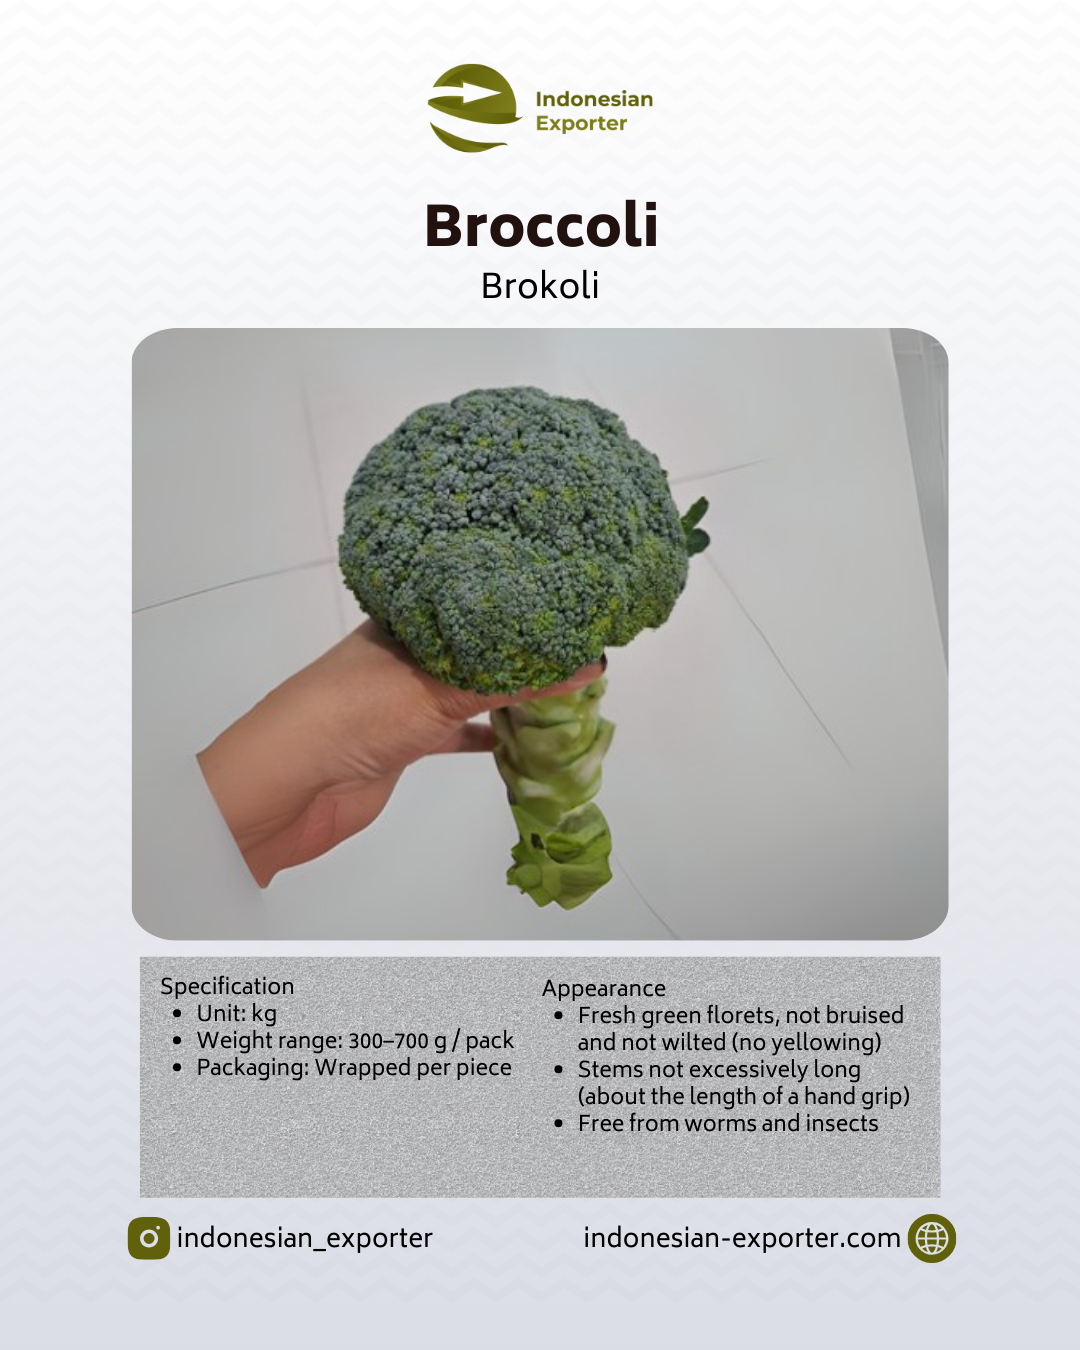 Indonesian
Exporter
Broccoli
Brokoli
Specification
• Unit: kg
• Weight range: 300–700 g / pack
• Packaging: Wrapped per piece
Appearance
• Fresh green florets, not bruised
and not wilted (no yellowing)
• Stems not excessively long
(about the length of a hand grip)
• Free from worms and insects
indonesian_exporter
indonesian-exporter.com